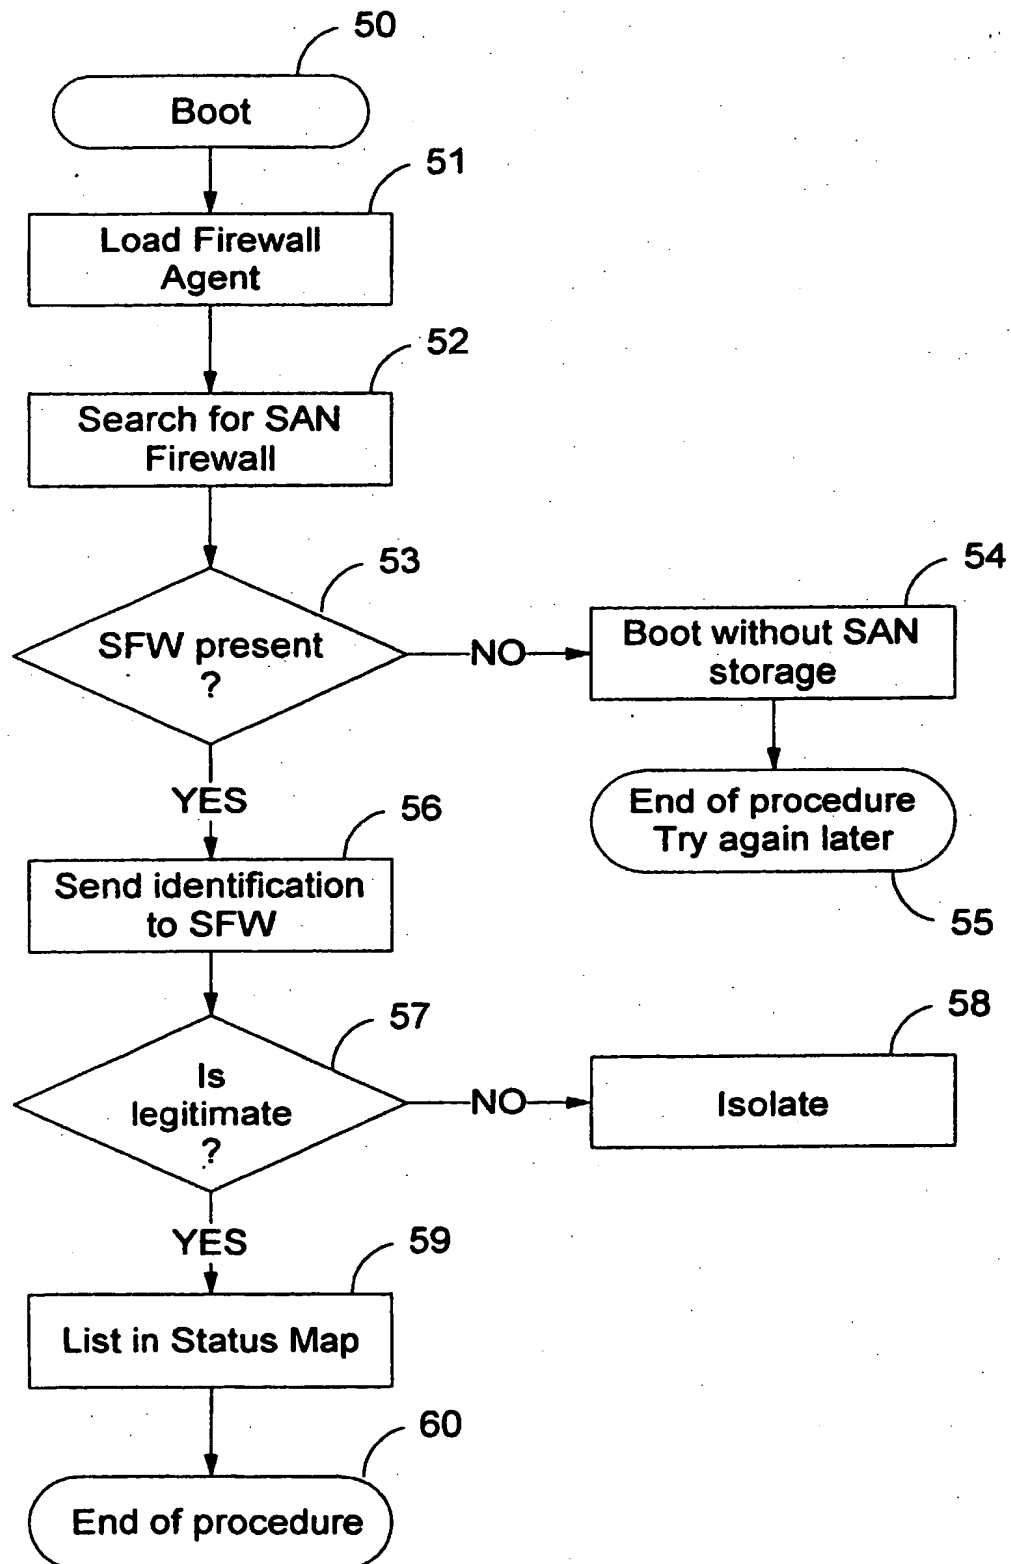 50
Boot
51
Load Firewall
Agent
52
Search for SAN
Firewall
53
SFW present
?
NO
54
Boot without SAN
storage
End of procedure
Try again later
55
YES
56
Send identification
to SFW
57
Is
legitimate
?
NO
58
Isolate
YES
59
List in Status Map
60
End of procedure